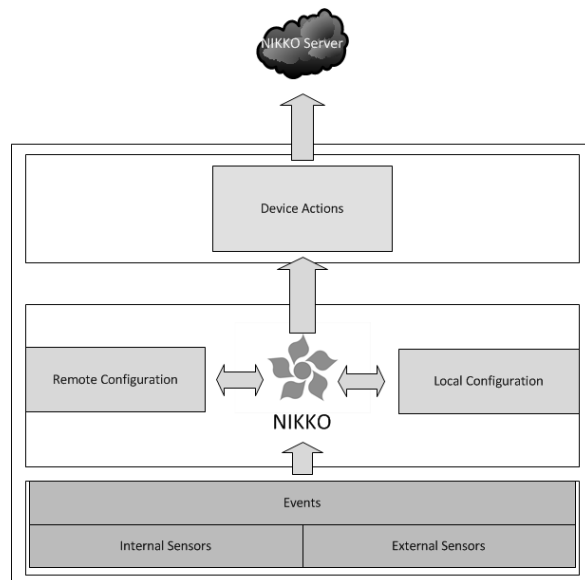 NIKKO Server
Device Actions
Remote Configuration
Local Configuration
NIKKO
Events
Internal Sensors
External Sensors